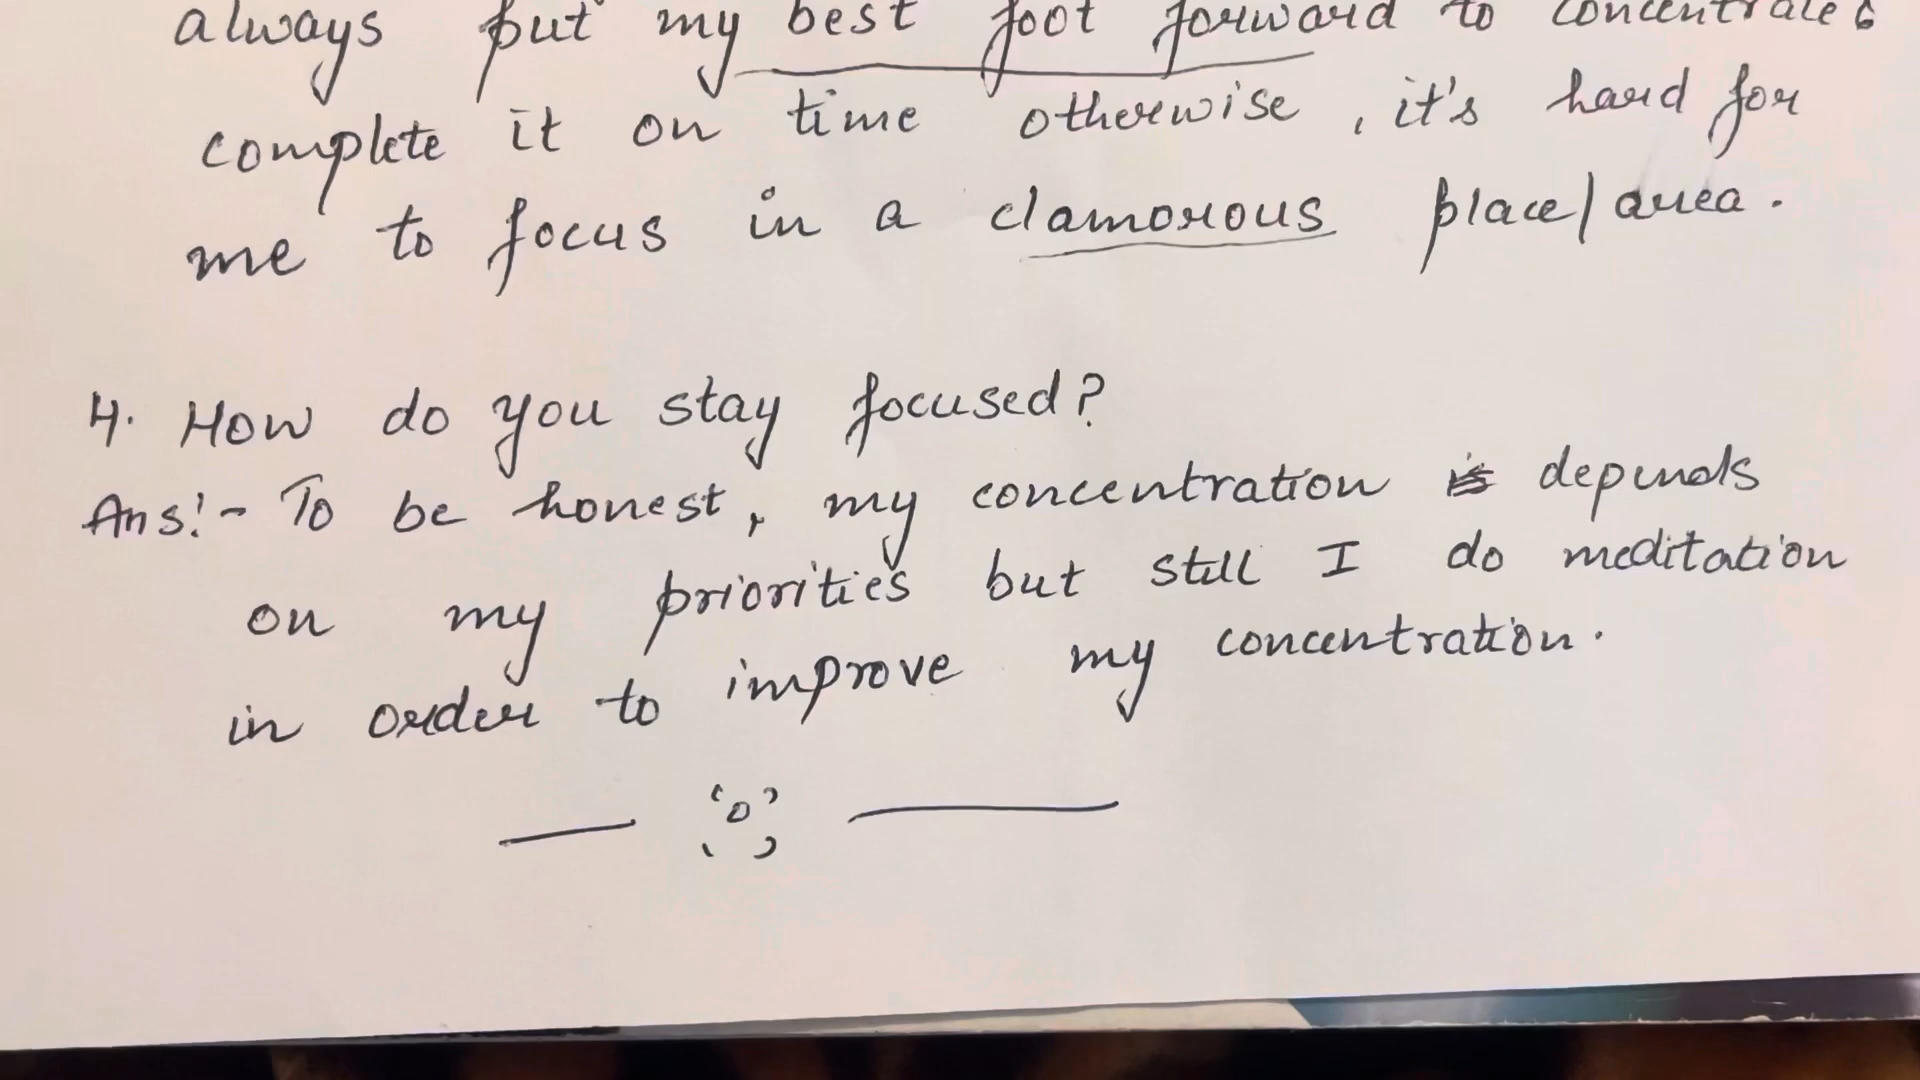 always put my best foot forward to concentrate &
complete it on time otherwise, it's hard for
me to focus in a clamorous place/area.
4. How do you stay focused?
Ans:- To be honest, my concentration is depends
on my priorities but still I do meditation
in order to improve my concentration.